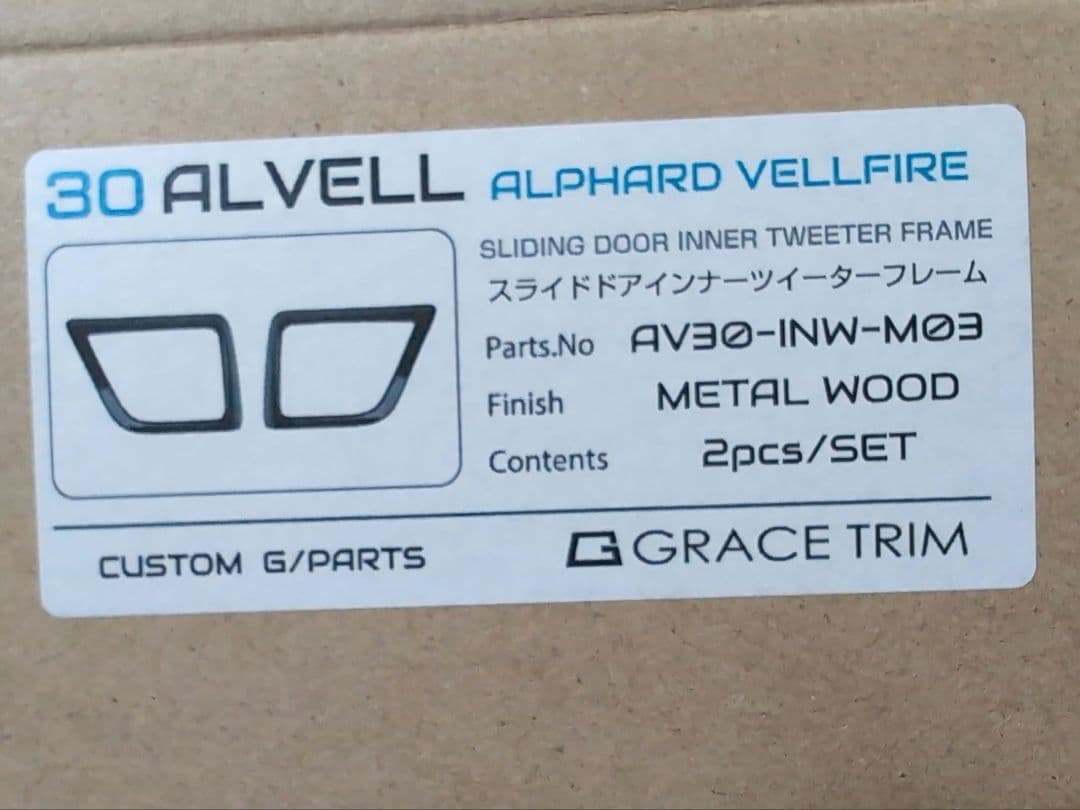 30 ALVELL ALPHARD VELLFIRE
SLIDING DOOR INNER TWEETER FRAME
スライドドアインナーツイーターフレーム
Parts.No AV30-INW-M03
Finish METAL WOOD
Contents 2pcs/SET
CUSTOM G/PARTS
G GRACE TRIM